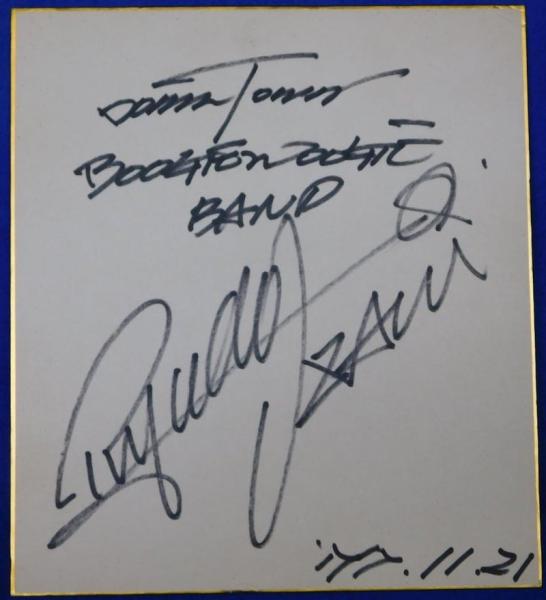 Down Town
BOOGIE WOOGIE
BAND
Ryudo UZAKI
'77.11.21